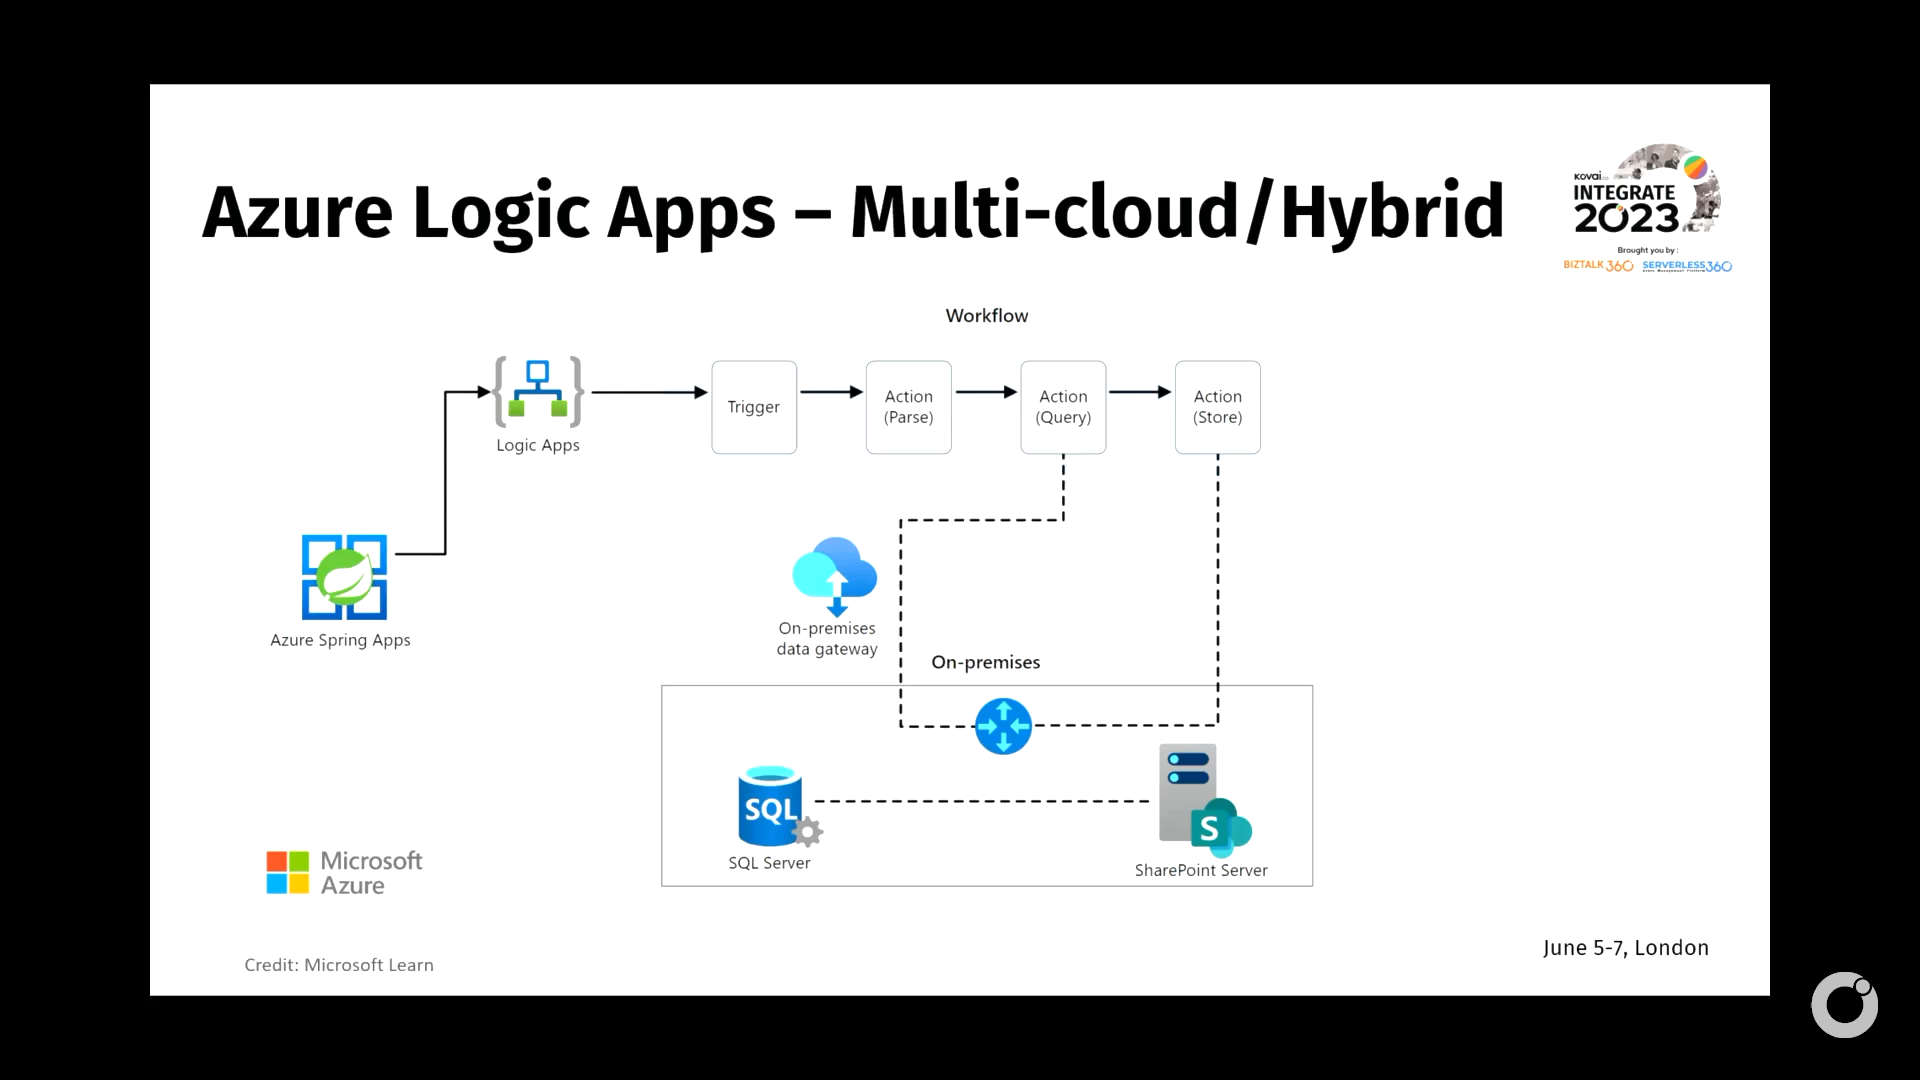 Azure Logic Apps – Multi-cloud/Hybrid
kovai.co
INTEGRATE
2023
Brought you by :
BIZTALK360 SERVERLESS360
Workflow
Logic Apps
Trigger
Action
(Parse)
Action
(Query)
Action
(Store)
Azure Spring Apps
On-premises
data gateway
On-premises
SQL
SQL Server
S
SharePoint Server
Microsoft
Azure
Credit: Microsoft Learn
June 5-7, London